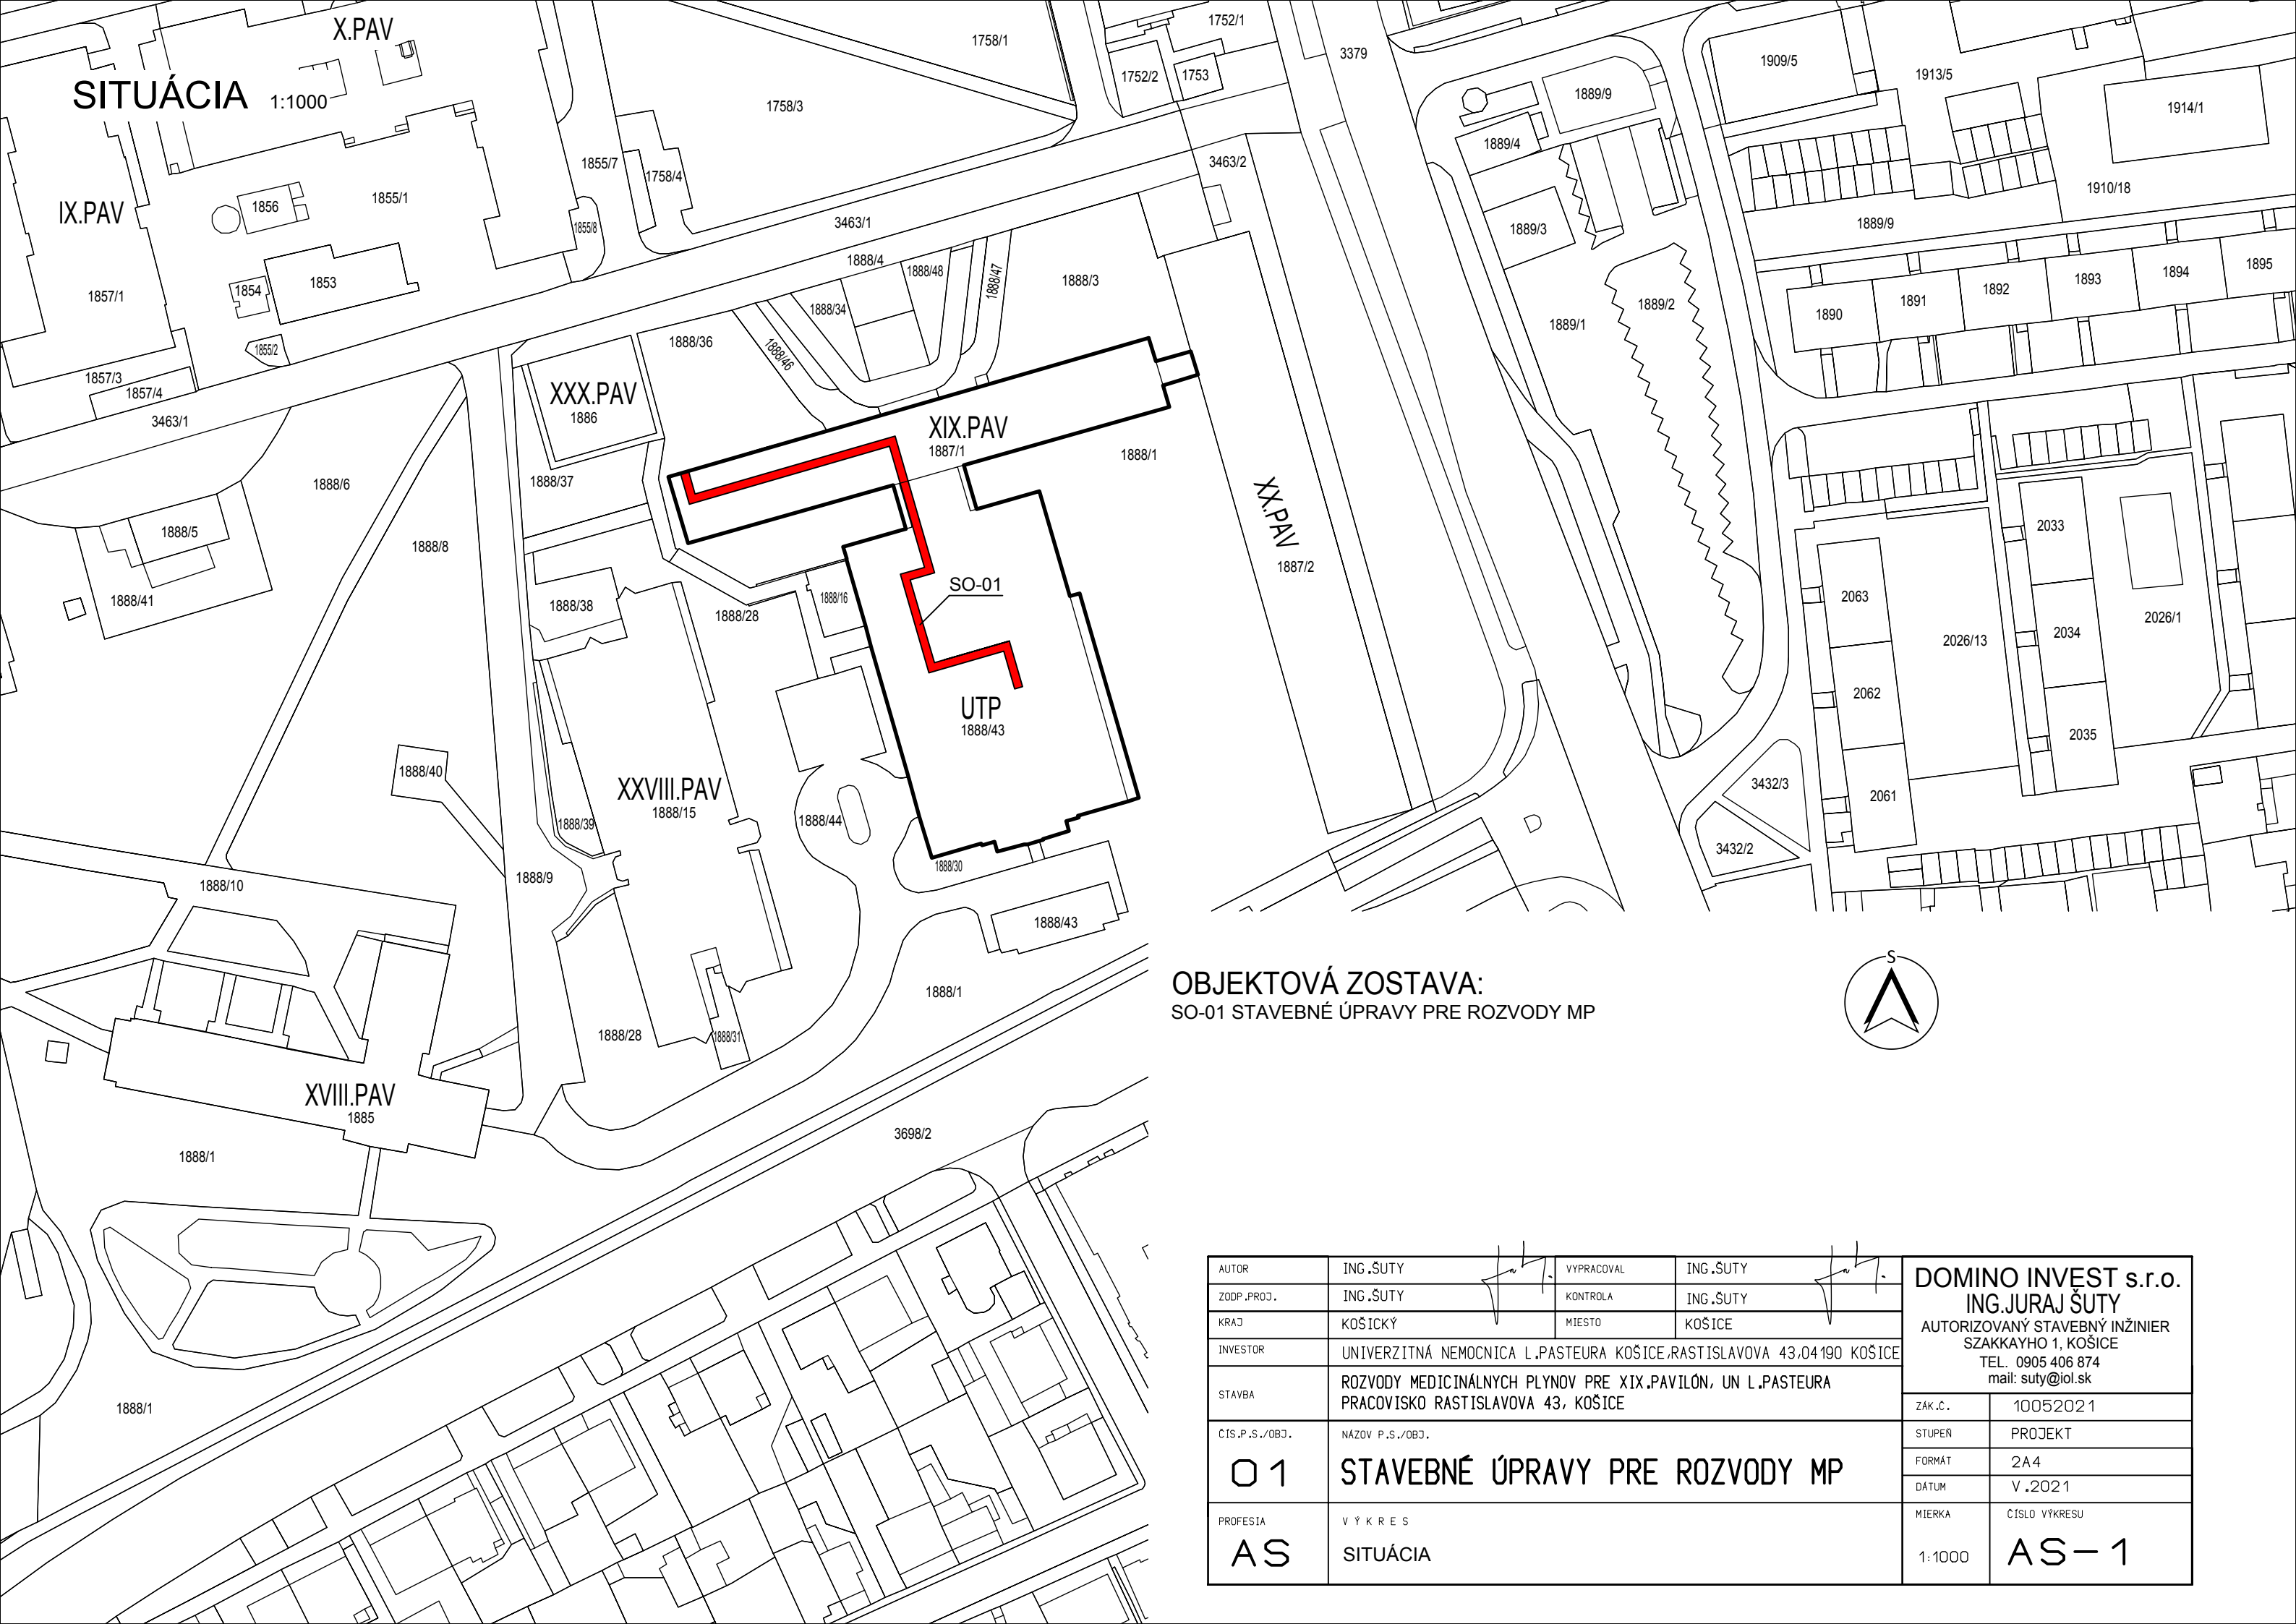 X.PAV
1758/1
1752/1
3379
1909/5
1913/5
SITUÁCIA 1:1000
1758/3
1752/2
1753
1889/9
1914/1
1889/4
1855/7
1758/4
3463/2
1910/18
IX.PAV
1856
1855/1
1855/8
3463/1
1889/3
1889/9
1888/4
1888/48
1888/47
1888/3
1857/1
1854
1853
1888/34
1889/2
1889/1
1890
1891
1892
1893
1894
1895
1855/2
1888/36
1888/46
1857/3
1857/4
3463/1
XXX.PAV
1886
XIX.PAV
1887/1
1888/1
1888/6
1888/37
XX.PAV
1887/2
1888/5
1888/8
2033
1888/41
1888/38
1888/28
1888/16
SO-01
2063
2034
2026/13
2026/1
2062
2035
UTP
1888/43
1888/40
XXVIII.PAV
1888/15
1888/39
1888/44
3432/3
2061
3432/2
1888/30
1888/10
1888/9
1888/43
1888/1
1888/28
1888/31
S
OBJEKTOVÁ ZOSTAVA:
SO-01 STAVEBNÉ ÚPRAVY PRE ROZVODY MP
XVIII.PAV
1885
3698/2
1888/1
1888/1
AUTOR ING.ŠUTY VYPRACOVAL ING.ŠUTY
ZODP.PROJ. ING.ŠUTY KONTROLA ING.ŠUTY
KRAJ KOŠICKÝ MIESTO KOŠICE
INVESTOR UNIVERZITNÁ NEMOCNICA L.PASTEURA KOŠICE,RASTISLAVOVA 43,04190 KOŠICE
STAVBA ROZVODY MEDICINÁLNYCH PLYNOV PRE XIX.PAVILÓN, UN L.PASTEURA
PRACOVISKO RASTISLAVOVA 43, KOŠICE
ČÍS.P.S./OBJ. NÁZOV P.S./OBJ.
01 STAVEBNÉ ÚPRAVY PRE ROZVODY MP
PROFESIA VÝKRES
AS SITUÁCIA
DOMINO INVEST s.r.o.
ING.JURAJ ŠUTY
AUTORIZOVANÝ STAVEBNÝ INŽINIER
SZAKKAYHO 1, KOŠICE
TEL. 0905 406 874
mail: suty@iol.sk
ZÁK.Č. 10052021
STUPEŇ PROJEKT
FORMÁT 2A4
DÁTUM V.2021
MIERKA ČÍSLO VÝKRESU
1:1000 AS-1